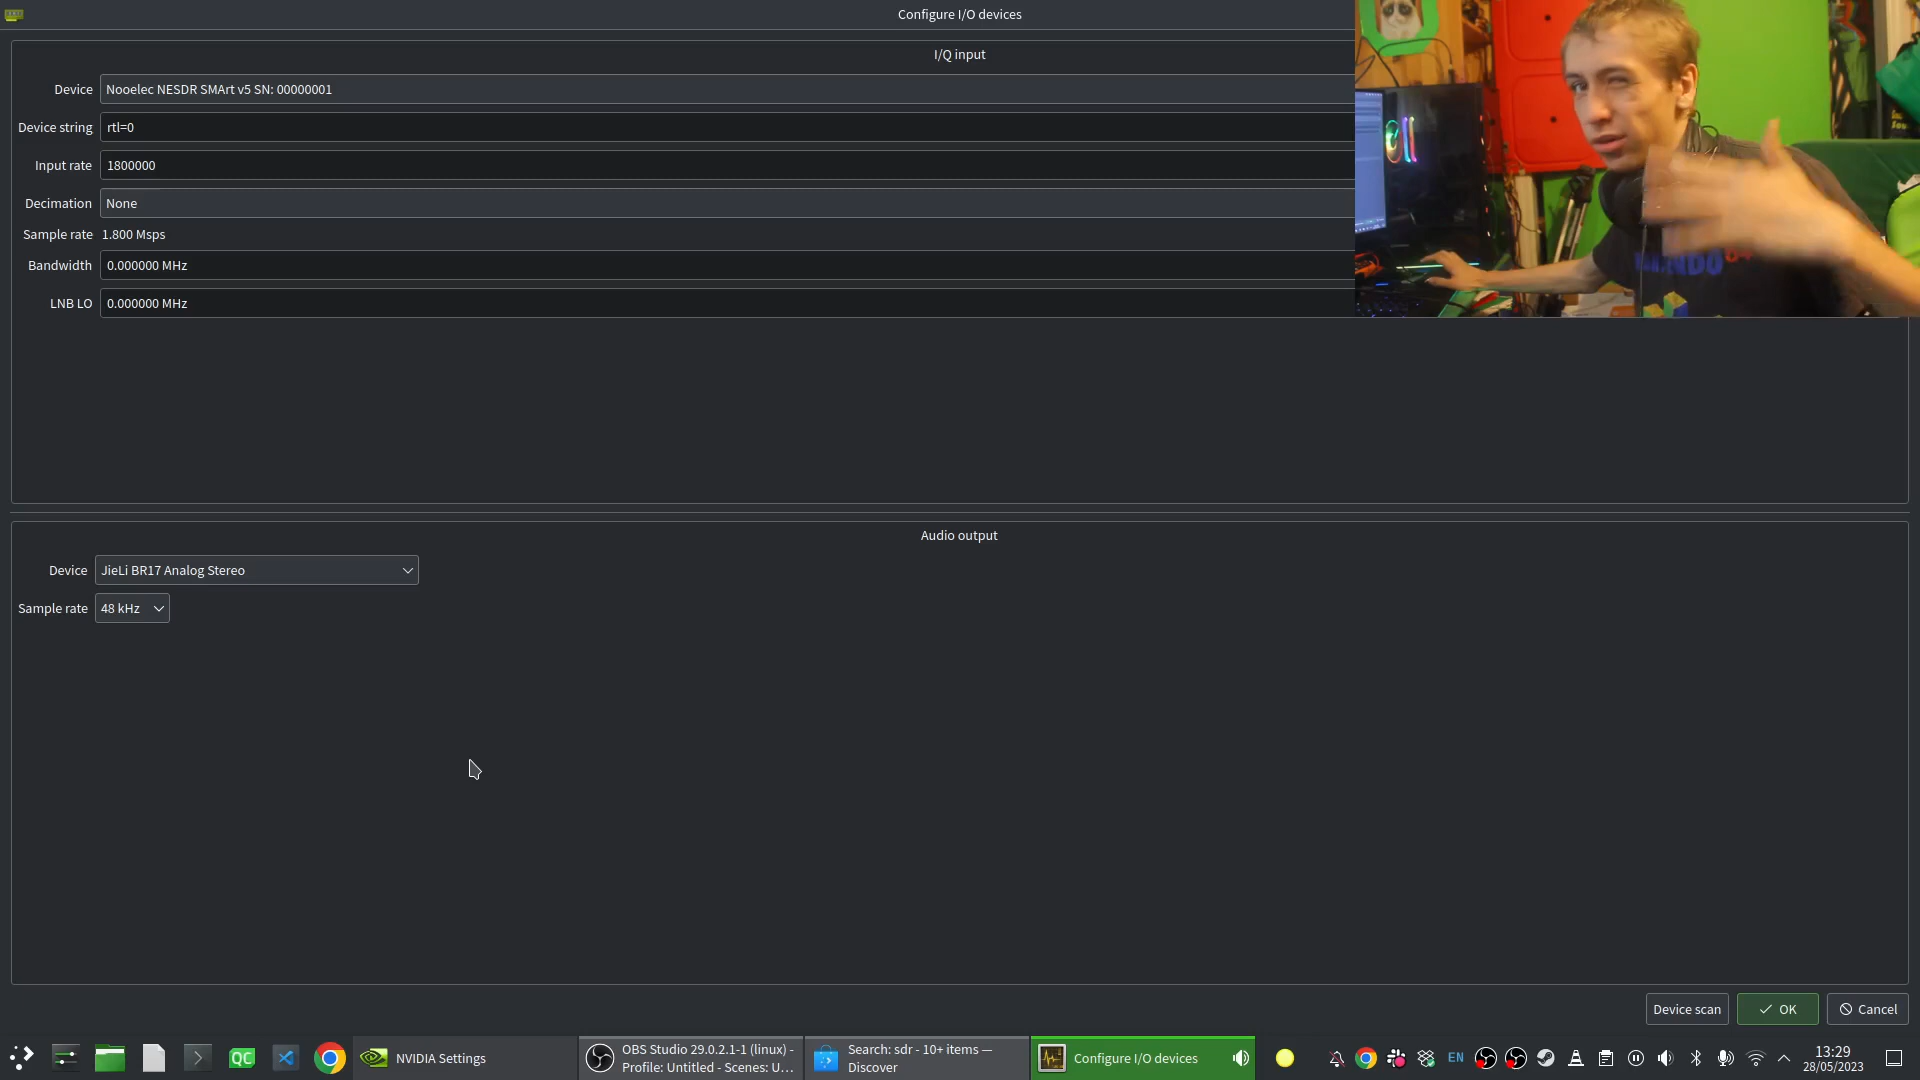 Configure I/O devices
I/Q input
Device Nooelec NESDR SMArt v5 SN: 00000001
Device string rtl=0
Input rate 1800000
Decimation None
Sample rate 1.800 Msps
Bandwidth 0.000000 MHz
LNB LO 0.000000 MHz
Audio output
Device JieLi BR17 Analog Stereo
Sample rate 48 kHz
Device scan OK Cancel
QC
NVIDIA Settings
OBS Studio 29.0.2.1-1 (linux) -
Profile: Untitled - Scenes: U...
Search: sdr - 10+ items —
Discover
Configure I/O devices
EN
13:29
28/05/2023